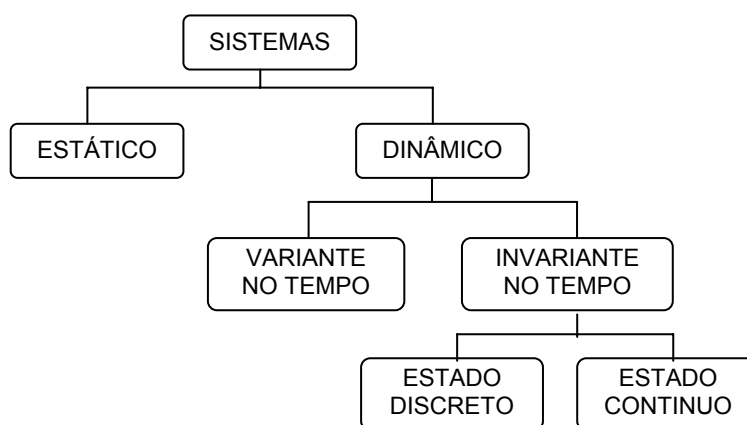 SISTEMAS
ESTÁTICO
DINÂMICO
VARIANTE
NO TEMPO
INVARIANTE
NO TEMPO
ESTADO
DISCRETO
ESTADO
CONTINUO